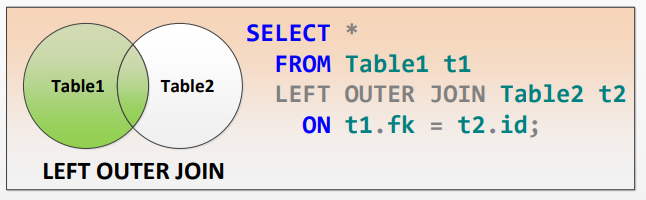 Table1
Table2
LEFT OUTER JOIN
SELECT *
FROM Table1 t1
LEFT OUTER JOIN Table2 t2
ON t1.fk = t2.id;